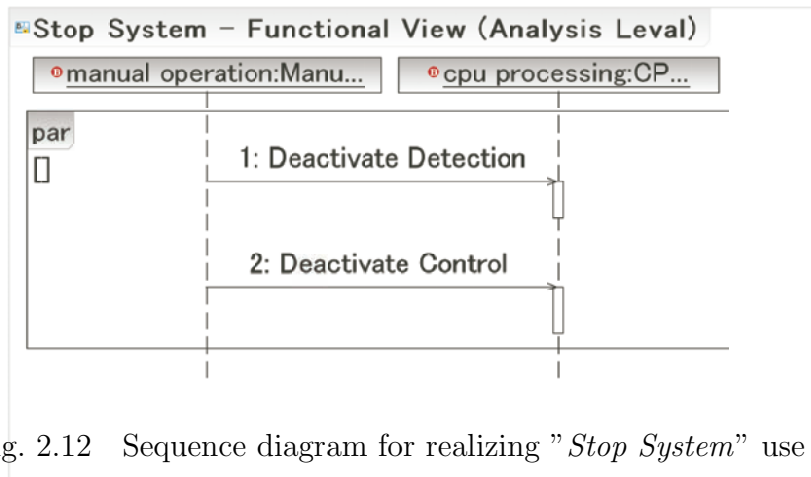 Stop System – Functional View (Analysis Leval)
manual operation:Manu... cpu processing:CP...
par
[]
1: Deactivate Detection
2: Deactivate Control
g. 2.12 Sequence diagram for realizing "Stop System" use